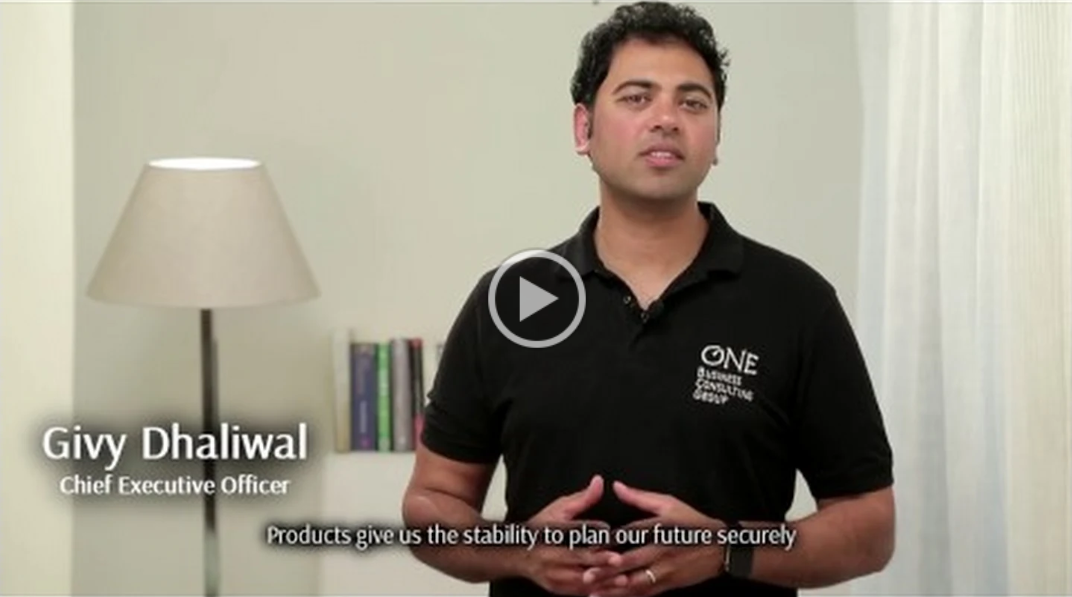 ONE
BUSINESS
CONSULTING
GROUP
Givy Dhaliwal
Chief Executive Officer
Products give us the stability to plan our future securely